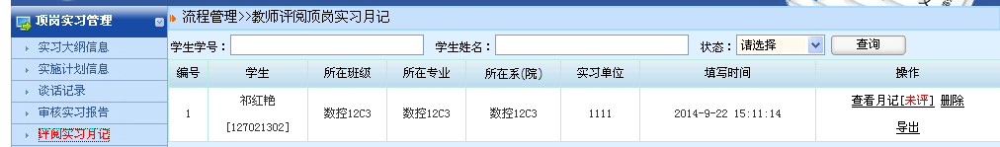 顶岗实习管理
实习大纲信息
实施计划信息
谈话记录
审核实习报告
评阅实习月记
流程管理>>教师评阅顶岗实习月记
学生学号： 学生姓名： 状态：请选择 查询
编号 学生 所在班级 所在专业 所在系(院) 实习单位 填写时间 操作
1 祁红艳 [127021302] 数控12C3 数控12C3 数控12C3 1111 2014-9-22 15:11:14 查看月记[未评] 删除
导出